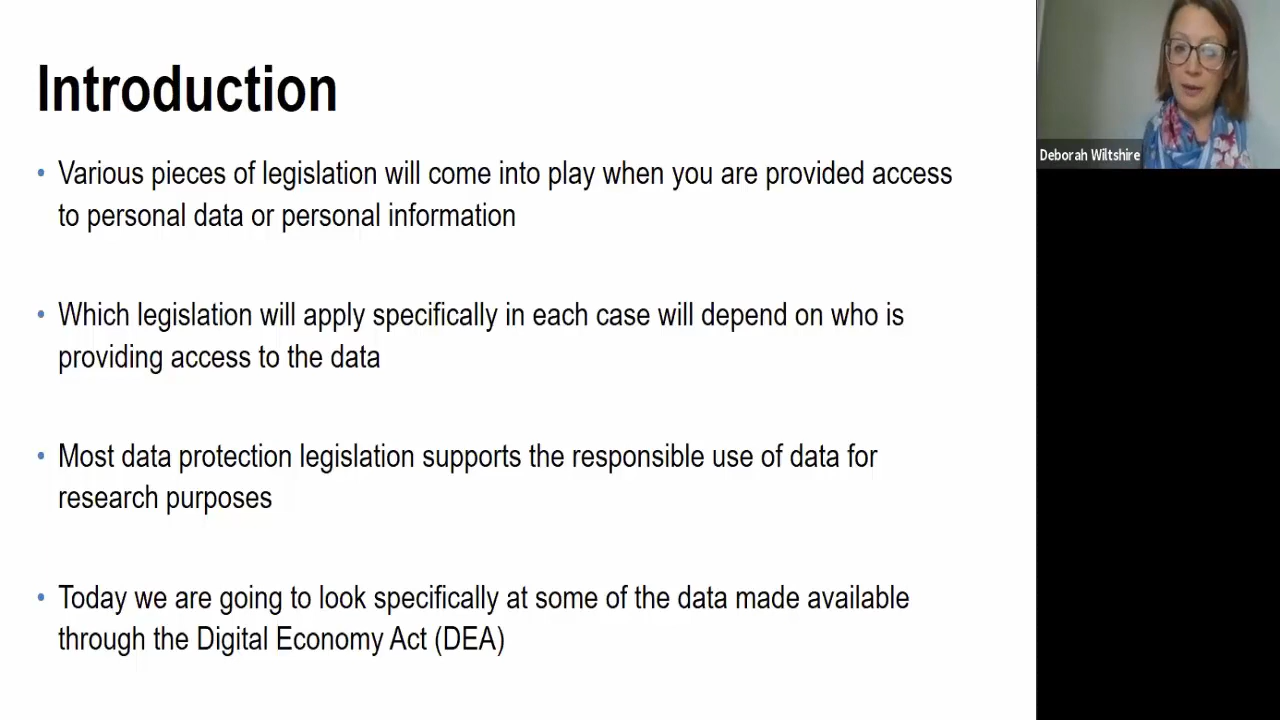 Introduction
• Various pieces of legislation will come into play when you are provided access
to personal data or personal information
• Which legislation will apply specifically in each case will depend on who is
providing access to the data
• Most data protection legislation supports the responsible use of data for
research purposes
• Today we are going to look specifically at some of the data made available
through the Digital Economy Act (DEA)
Deborah Wiltshire